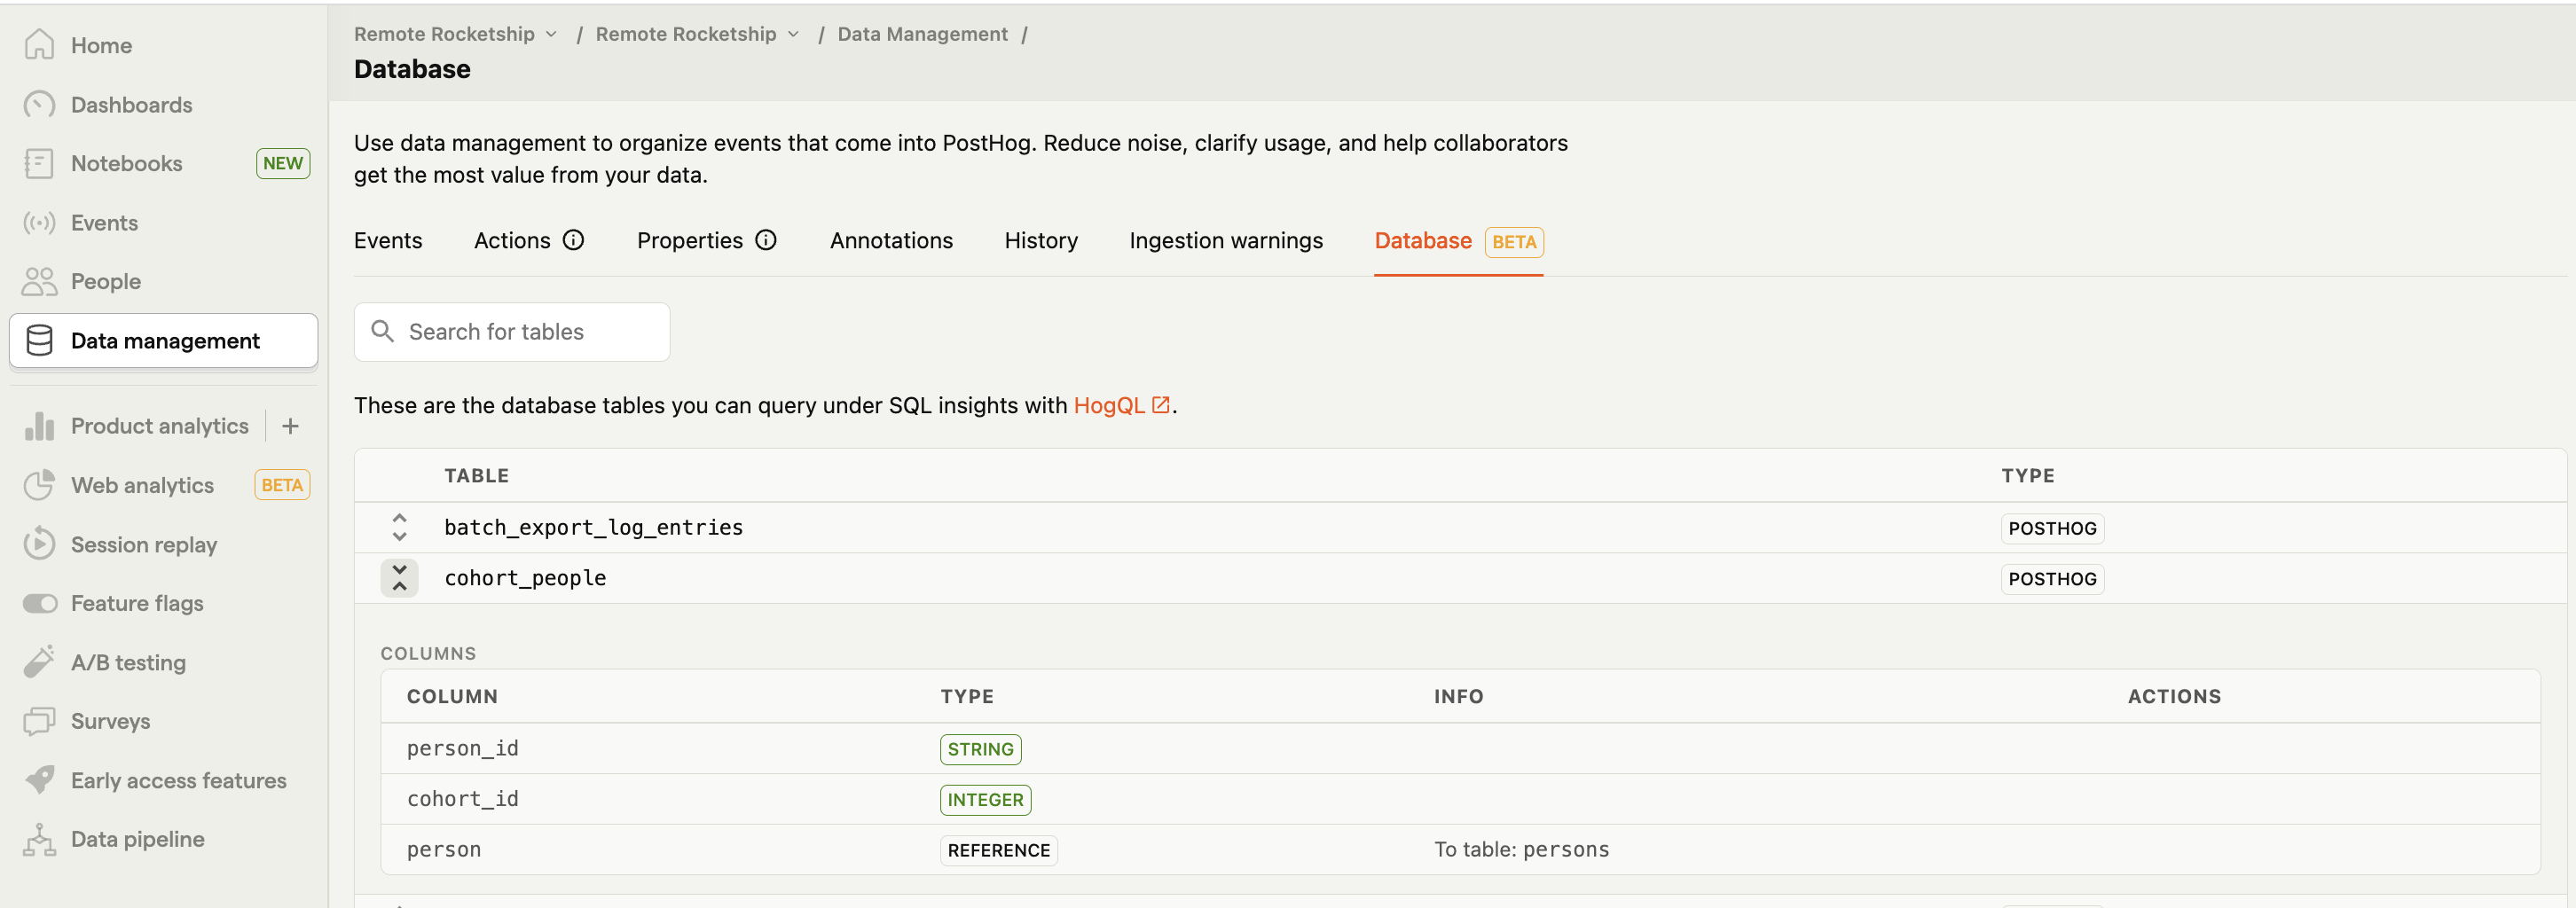 Home
Dashboards
Notebooks NEW
Events
People
Data management
Product analytics +
Web analytics BETA
Session replay
Feature flags
A/B testing
Surveys
Early access features
Data pipeline
Remote Rocketship / Remote Rocketship / Data Management /
Database
Use data management to organize events that come into PostHog. Reduce noise, clarify usage, and help collaborators
get the most value from your data.
Events Actions Properties Annotations History Ingestion warnings Database BETA
Search for tables
These are the database tables you can query under SQL insights with HogQL.
TABLE TYPE
batch_export_log_entries POSTHOG
cohort_people POSTHOG
COLUMNS
COLUMN TYPE INFO ACTIONS
person_id STRING
cohort_id INTEGER
person REFERENCE To table: persons